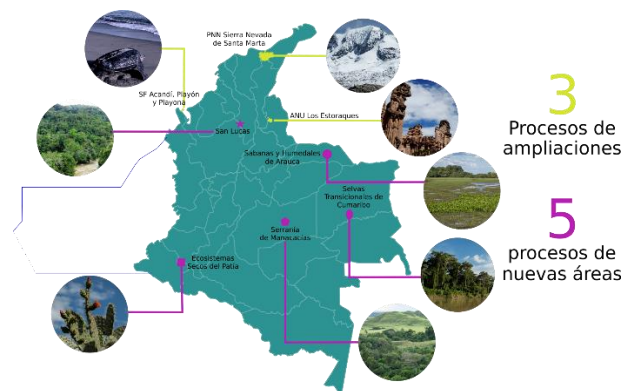 PNN Sierra Nevada
de Santa Marta
SF Acandí, Playón
y Playona
ANU Los Estoraques
San Lucas
Sabanas y Humedales
de Arauca
Selvas
Transicionales de
Cumaribo
Serranía
de Manacacías
Ecosistemas
Secos del Patía
3
Procesos de
ampliaciones
5
procesos de
nuevas áreas